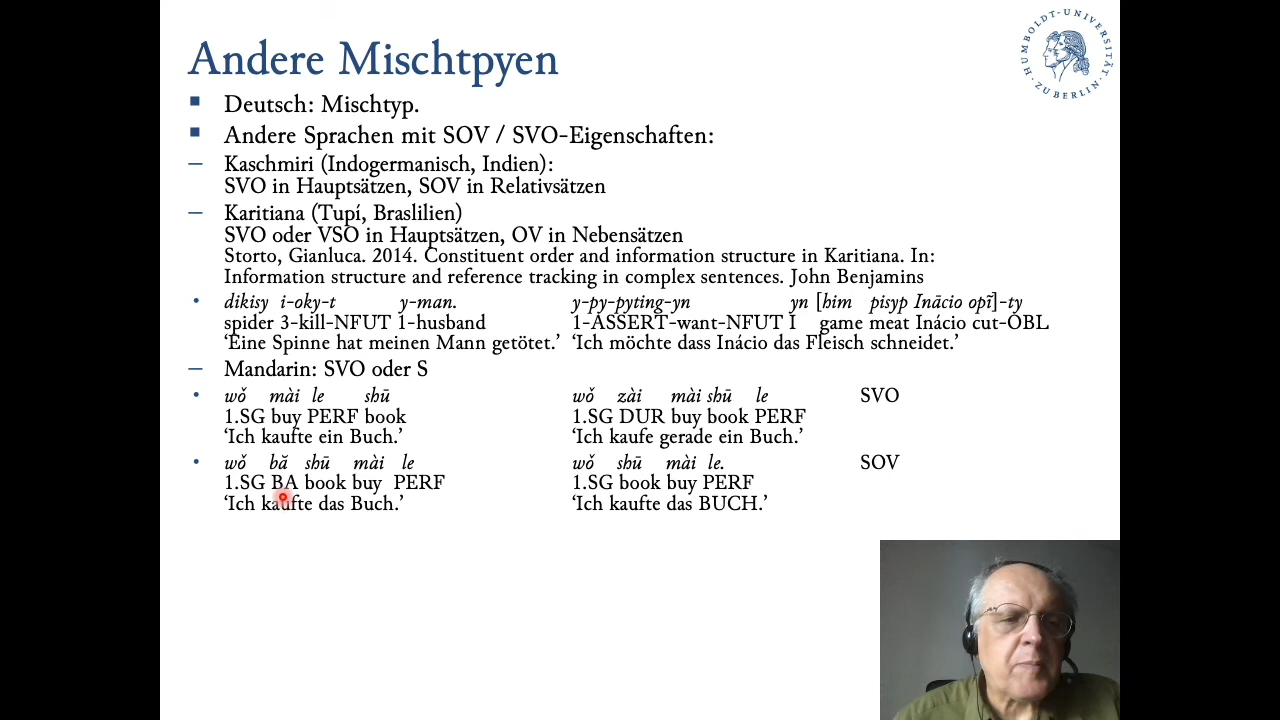 Andere Mischtpyen
HUMBOLDT-UNIVERSITÄT ZU BERLIN
Deutsch: Mischtyp.
Andere Sprachen mit SOV / SVO-Eigenschaften:
Kaschmiri (Indogermanisch, Indien):
SVO in Hauptsätzen, SOV in Relativsätzen
Karitiana (Tupí, Braslilien)
SVO oder VSO in Hauptsätzen, OV in Nebensätzen
Storto, Gianluca. 2014. Constituent order and information structure in Karitiana. In:
Information structure and reference tracking in complex sentences. John Benjamins
dikisy i-oky-t y-man. y-py-pyting-yn yn [him pisyp Inācio opĩ]-ty
spider 3-kill-NFUT 1-husband 1-ASSERT-want-NFUT I game meat Inácio cut-OBL
‘Eine Spinne hat meinen Mann getötet.’ ‘Ich möchte dass Inácio das Fleisch schneidet.’
Mandarin: SVO oder S
wǒ mài le shū wǒ zài mài shū le SVO
1.SG buy PERF book 1.SG DUR buy book PERF
‘Ich kaufte ein Buch.’ ‘Ich kaufe gerade ein Buch.’
wǒ bă shū mài le wǒ shū mài le. SOV
1.SG BA book buy PERF 1.SG book buy PERF
‘Ich kaufte das Buch.’ ‘Ich kaufte das BUCH.’